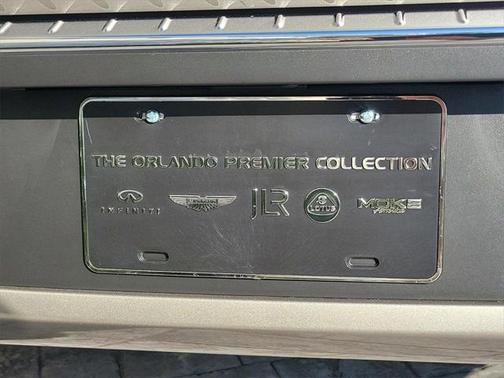 THE ORLANDO PREMIER COLLECTION
INFINITI JLR LOTUS MOKE